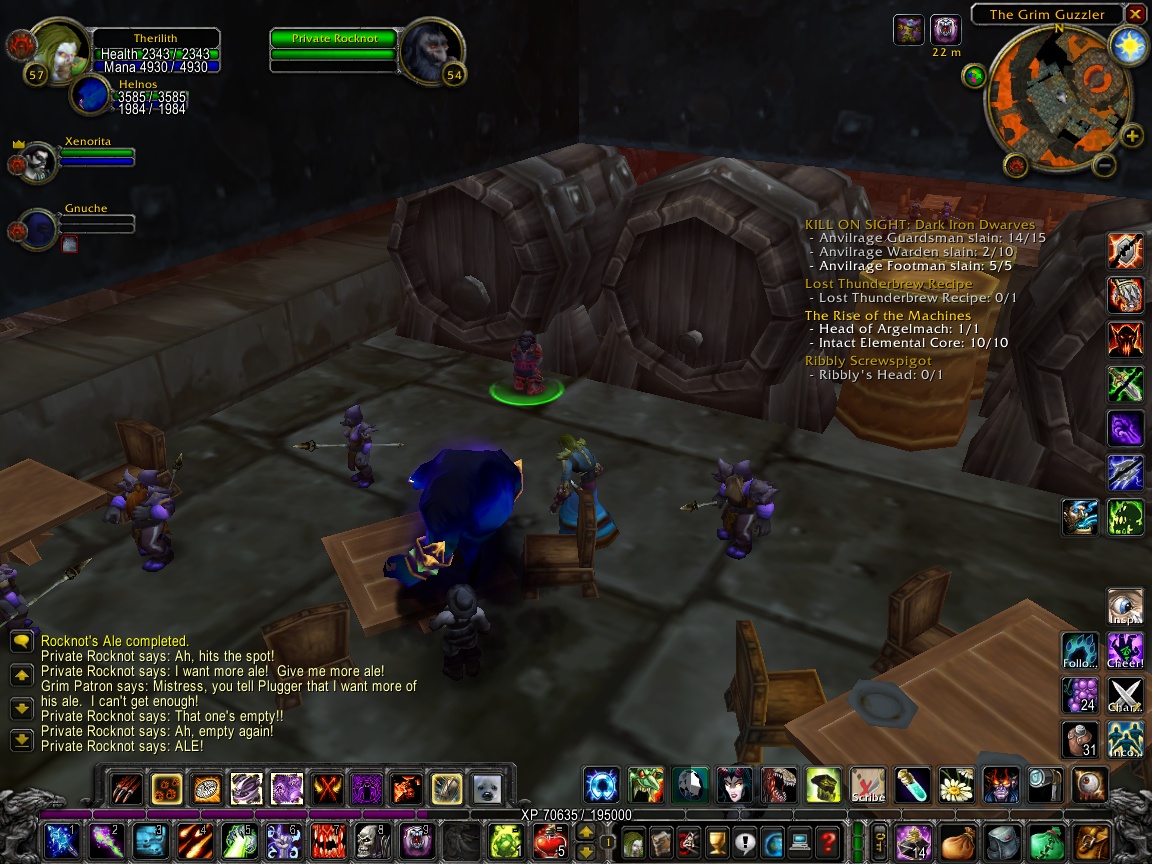 The Grim Guzzler
N
22 m
Therilith
Health 2343 / 2343
Mana 4930 / 4930
57
Private Rocknot
54
Helnos
3585 / 3585
1984 / 1984
Xenorita
Gnuche
KILL ON SIGHT: Dark Iron Dwarves
- Anvilrage Guardsman slain: 14/15
- Anvilrage Warden slain: 2/10
- Anvilrage Footman slain: 5/5
Lost Thunderbrew Recipe
- Lost Thunderbrew Recipe: 0/1
The Rise of the Machines
- Head of Argelmach: 1/1
- Intact Elemental Core: 10/10
Ribbly Screwspigot
- Ribbly's Head: 0/1
Insp..
Follo...
Cheer!
24
Char..
31
Inco..
Rocknot's Ale completed.
Private Rocknot says: Ah, hits the spot!
Private Rocknot says: I want more ale!  Give me more ale!
Grim Patron says: Mistress, you tell Plugger that I want more of
his ale.  I can't get enough!
Private Rocknot says: That one's empty!!
Private Rocknot says: Ah, empty again!
Private Rocknot says: ALE!
Scribe
XP 70635 / 195000
1
2
3
4
5
6
7
8
9
=
5
1
14